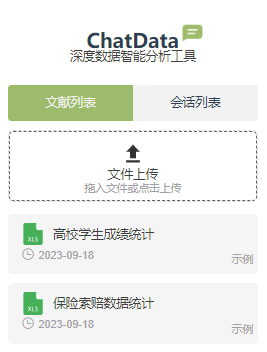 ChatData
深度数据智能分析工具
文献列表
会话列表
文件上传
拖入文件或点击上传
XLS
高校学生成绩统计
2023-09-18
示例
XLS
保险索赔数据统计
2023-09-18
示例